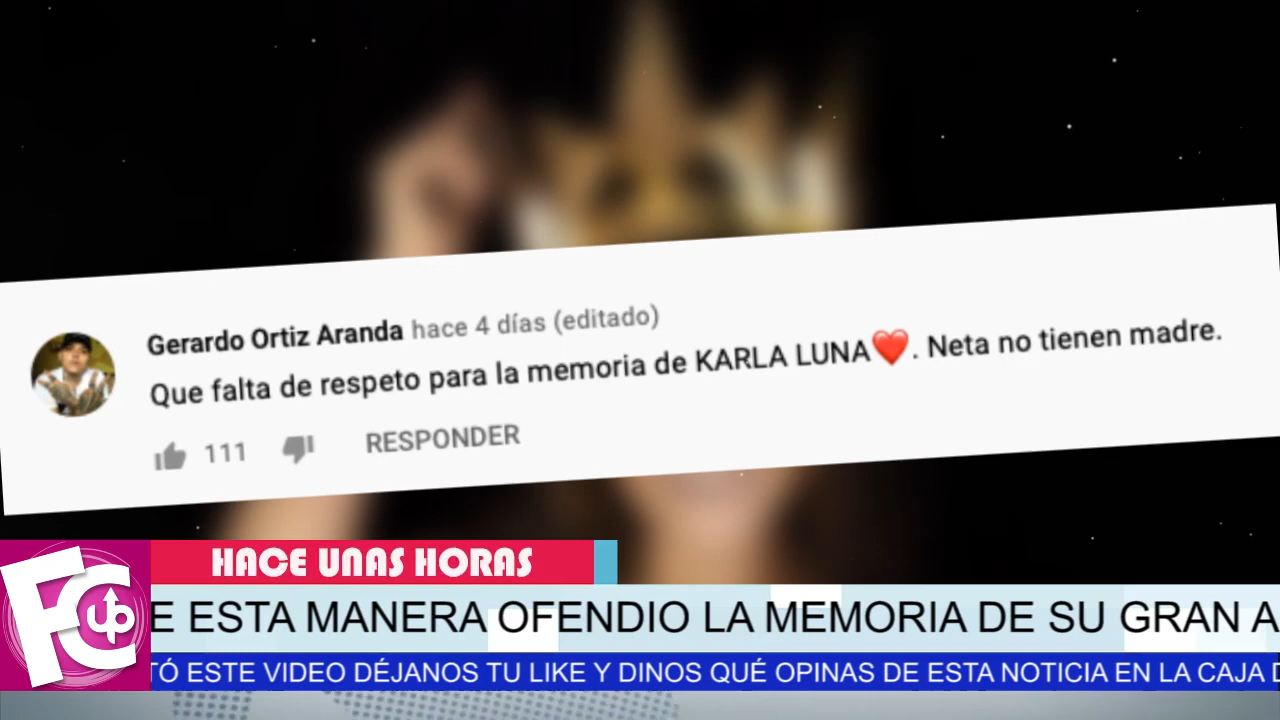 Gerardo Ortiz Aranda hace 4 días (editado)
Que falta de respeto para la memoria de KARLA LUNA❤️. Neta no tienen madre.
111 RESPONDER
HACE UNAS HORAS
E ESTA MANERA OFENDIO LA MEMORIA DE SU GRAN A
TÓ ESTE VIDEO DÉJANOS TU LIKE Y DINOS QUÉ OPINAS DE ESTA NOTICIA EN LA CAJA D
FC up